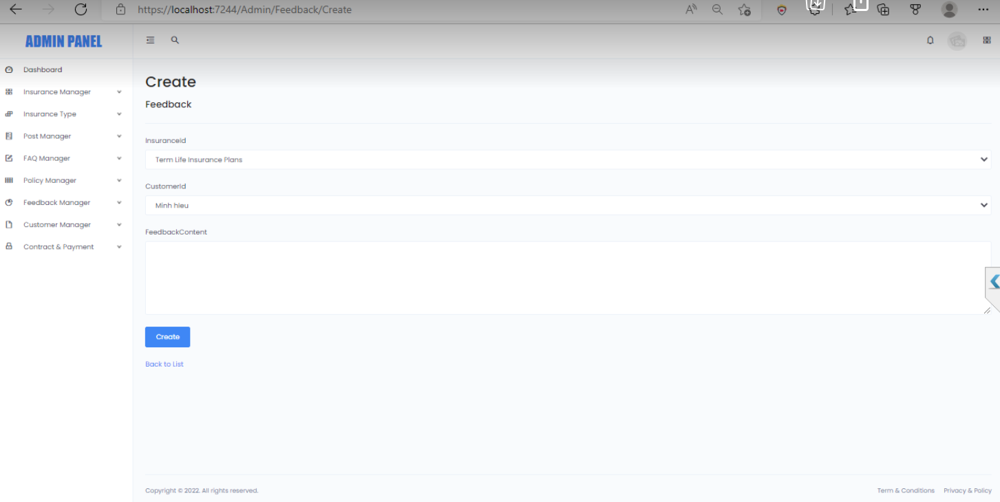 https://localhost:7244/Admin/Feedback/Create
ADMIN PANEL
Dashboard
Insurance Manager
Insurance Type
Post Manager
FAQ Manager
Policy Manager
Feedback Manager
Customer Manager
Contract & Payment
Create
Feedback
InsuranceId
Term Life Insurance Plans
CustomerId
Minh hieu
FeedbackContent
Create
Back to List
Copyright © 2022. All rights reserved.
Term & Conditions Privacy & Policy